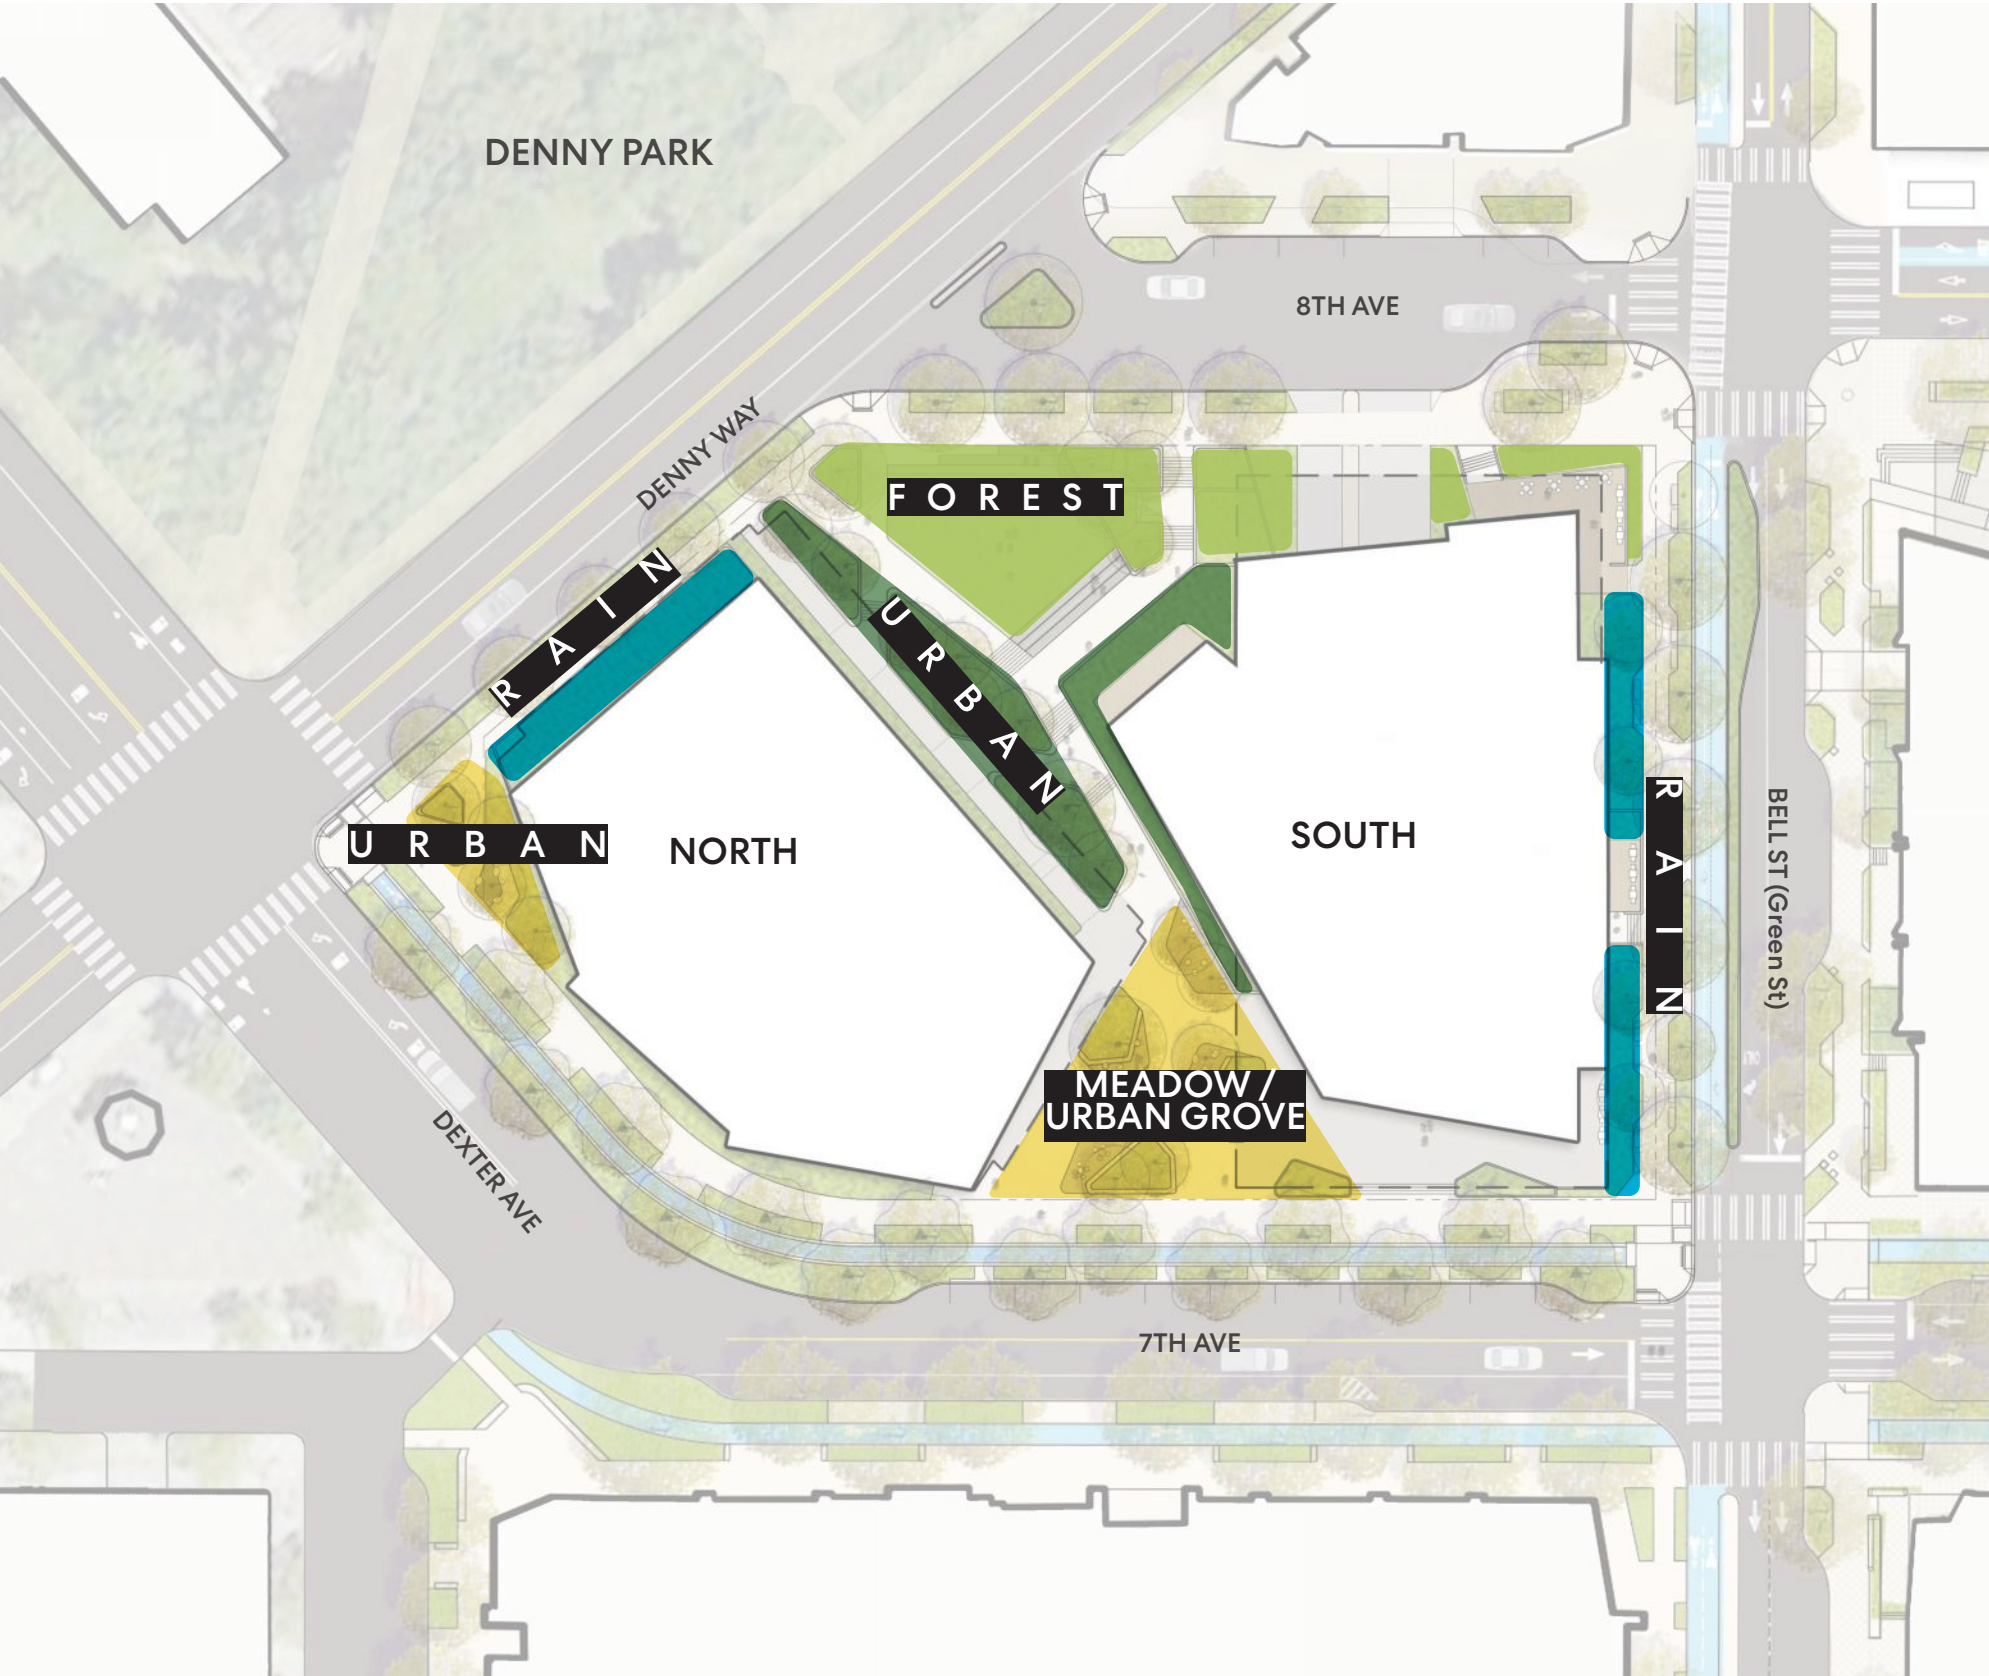 DENNY PARK
8TH AVE
DENNY WAY
FOREST
RAIN
URBAN
URBAN
NORTH
SOUTH
RAIN
BELL ST (Green St)
MEADOW /
URBAN GROVE
DEXTER AVE
7TH AVE